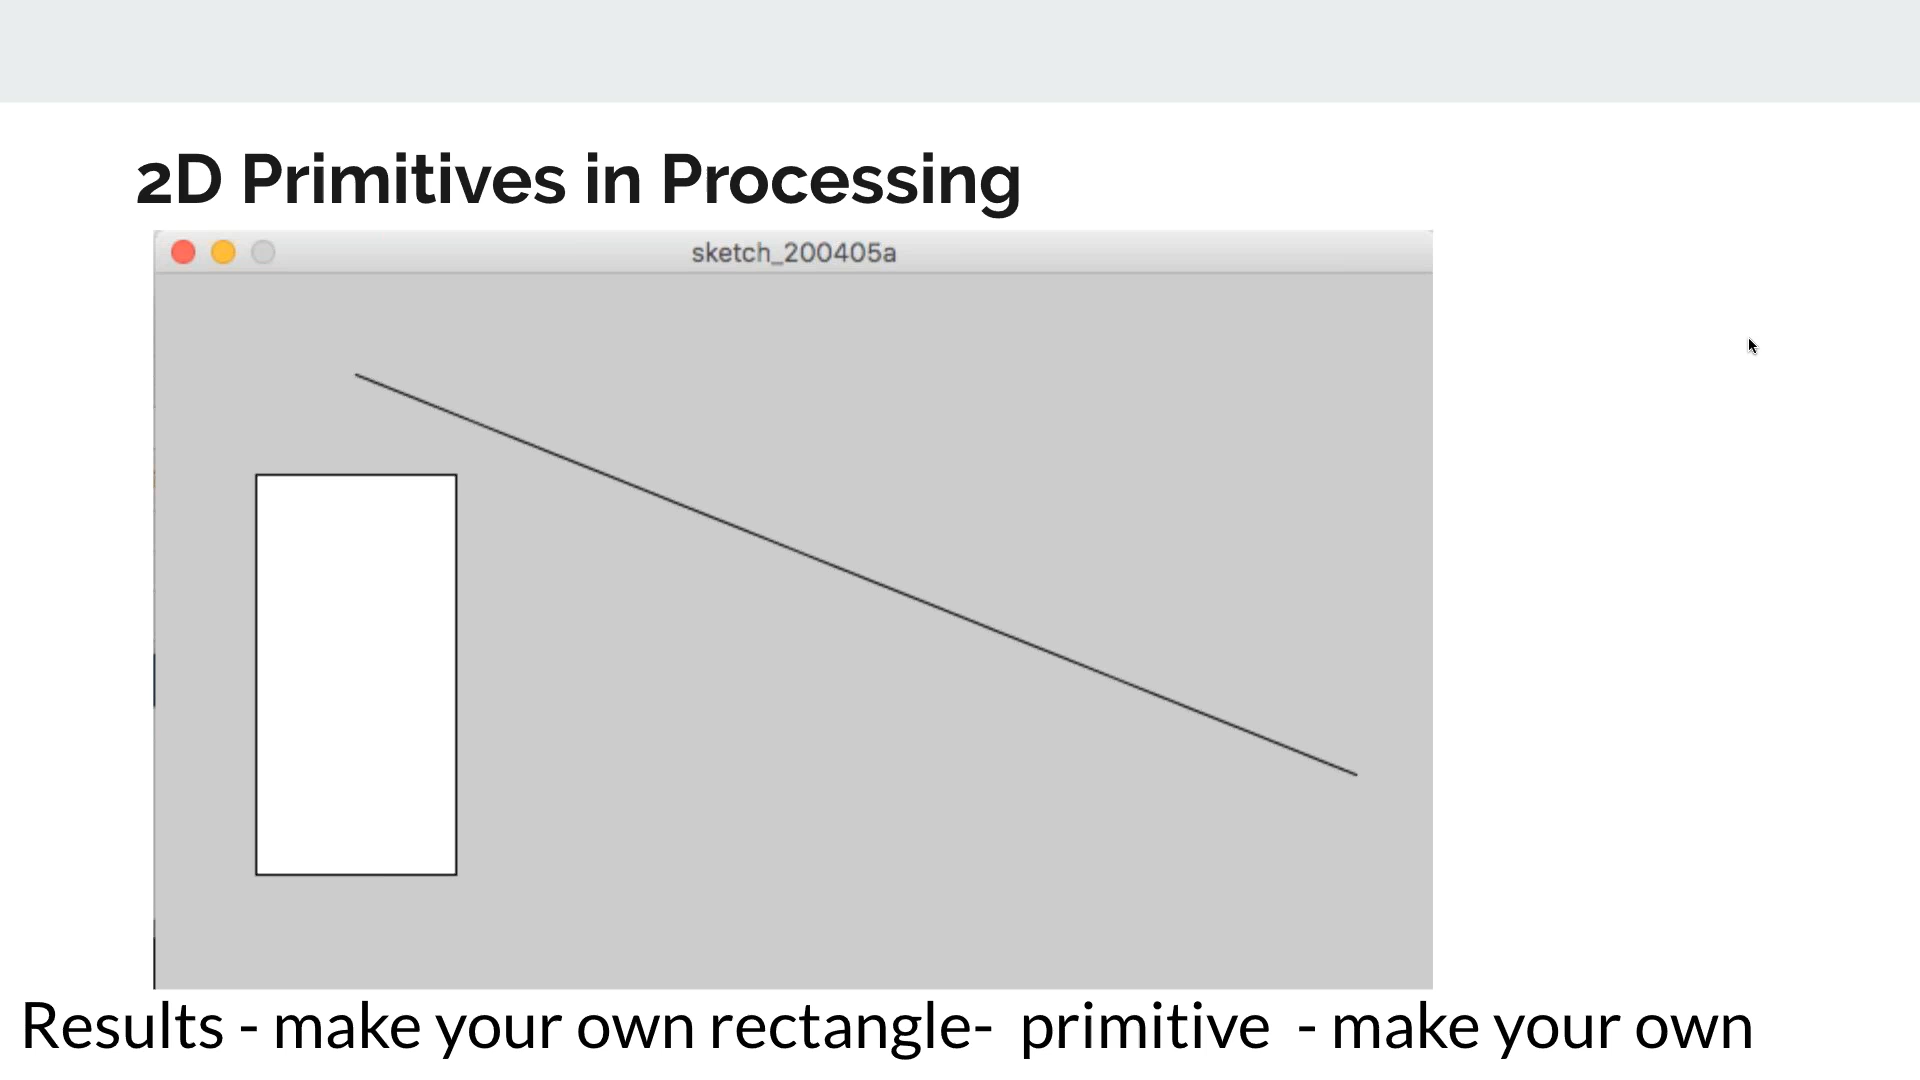 2D Primitives in Processing
sketch_200405a
Results - make your own rectangle-  primitive  - make your own